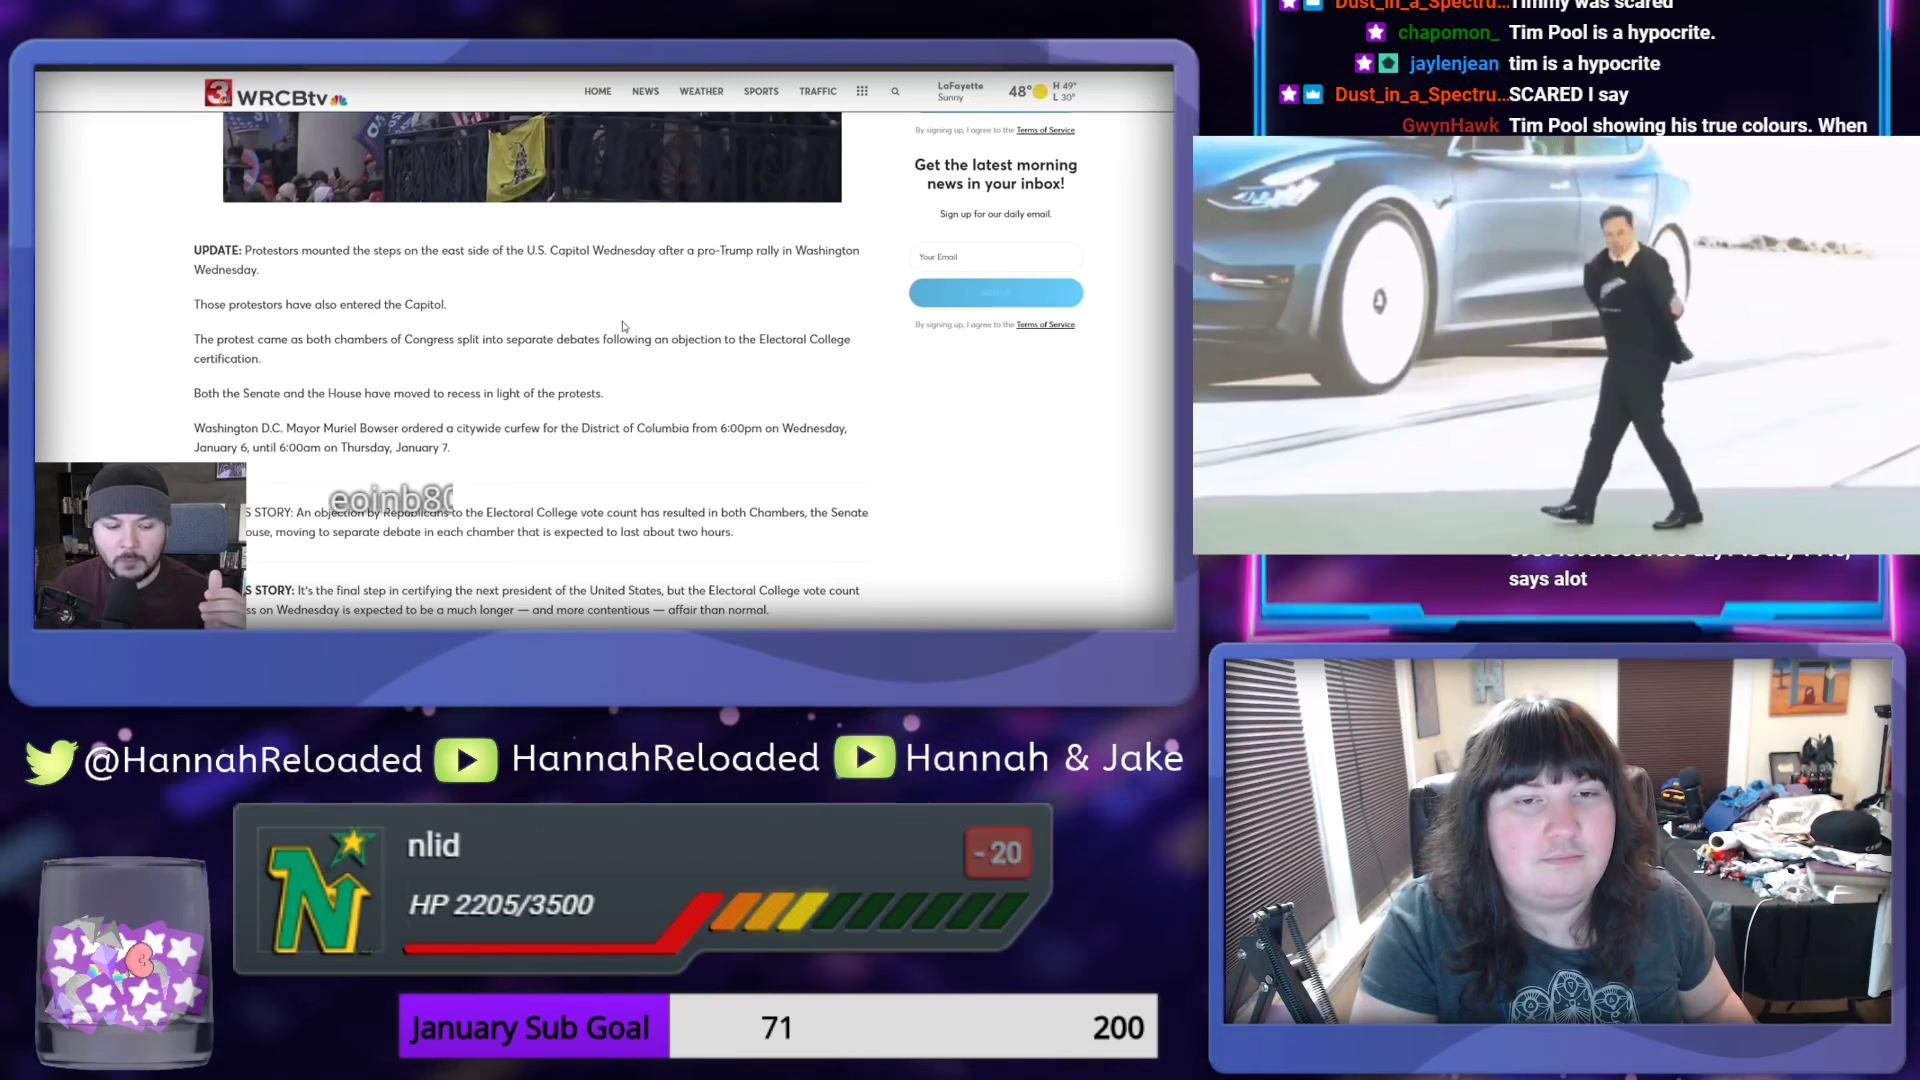 3 WRCBtv
HOME NEWS WEATHER SPORTS TRAFFIC
LaFayette
Sunny
48°
H 49°
L 30°
By signing up, I agree to the Terms of Service.
Get the latest morning
news in your inbox!
Sign up for our daily email.
Your Email
By signing up, I agree to the Terms of Service.
UPDATE: Protestors mounted the steps on the east side of the U.S. Capitol Wednesday after a pro-Trump rally in Washington
Wednesday.
Those protestors have also entered the Capitol.
The protest came as both chambers of Congress split into separate debates following an objection to the Electoral College
certification.
Both the Senate and the House have moved to recess in light of the protests.
Washington D.C. Mayor Muriel Bowser ordered a citywide curfew for the District of Columbia from 6:00pm on Wednesday,
January 6, until 6:00am on Thursday, January 7.
eoinb80
S STORY: An objection by Republicans to the Electoral College vote count has resulted in both Chambers, the Senate
ouse, moving to separate debate in each chamber that is expected to last about two hours.
S STORY: It's the final step in certifying the next president of the United States, but the Electoral College vote count
ss on Wednesday is expected to be a much longer — and more contentious — affair than normal.
Dust_in_a_Spectru... Timmy was scared
chapomon_ Tim Pool is a hypocrite.
jaylenjean tim is a hypocrite
Dust_in_a_Spectru... SCARED I say
GwynHawk Tim Pool showing his true colours. When
says alot
@HannahReloaded HannahReloaded Hannah & Jake
nlid
-20
HP 2205/3500
January Sub Goal 71 200